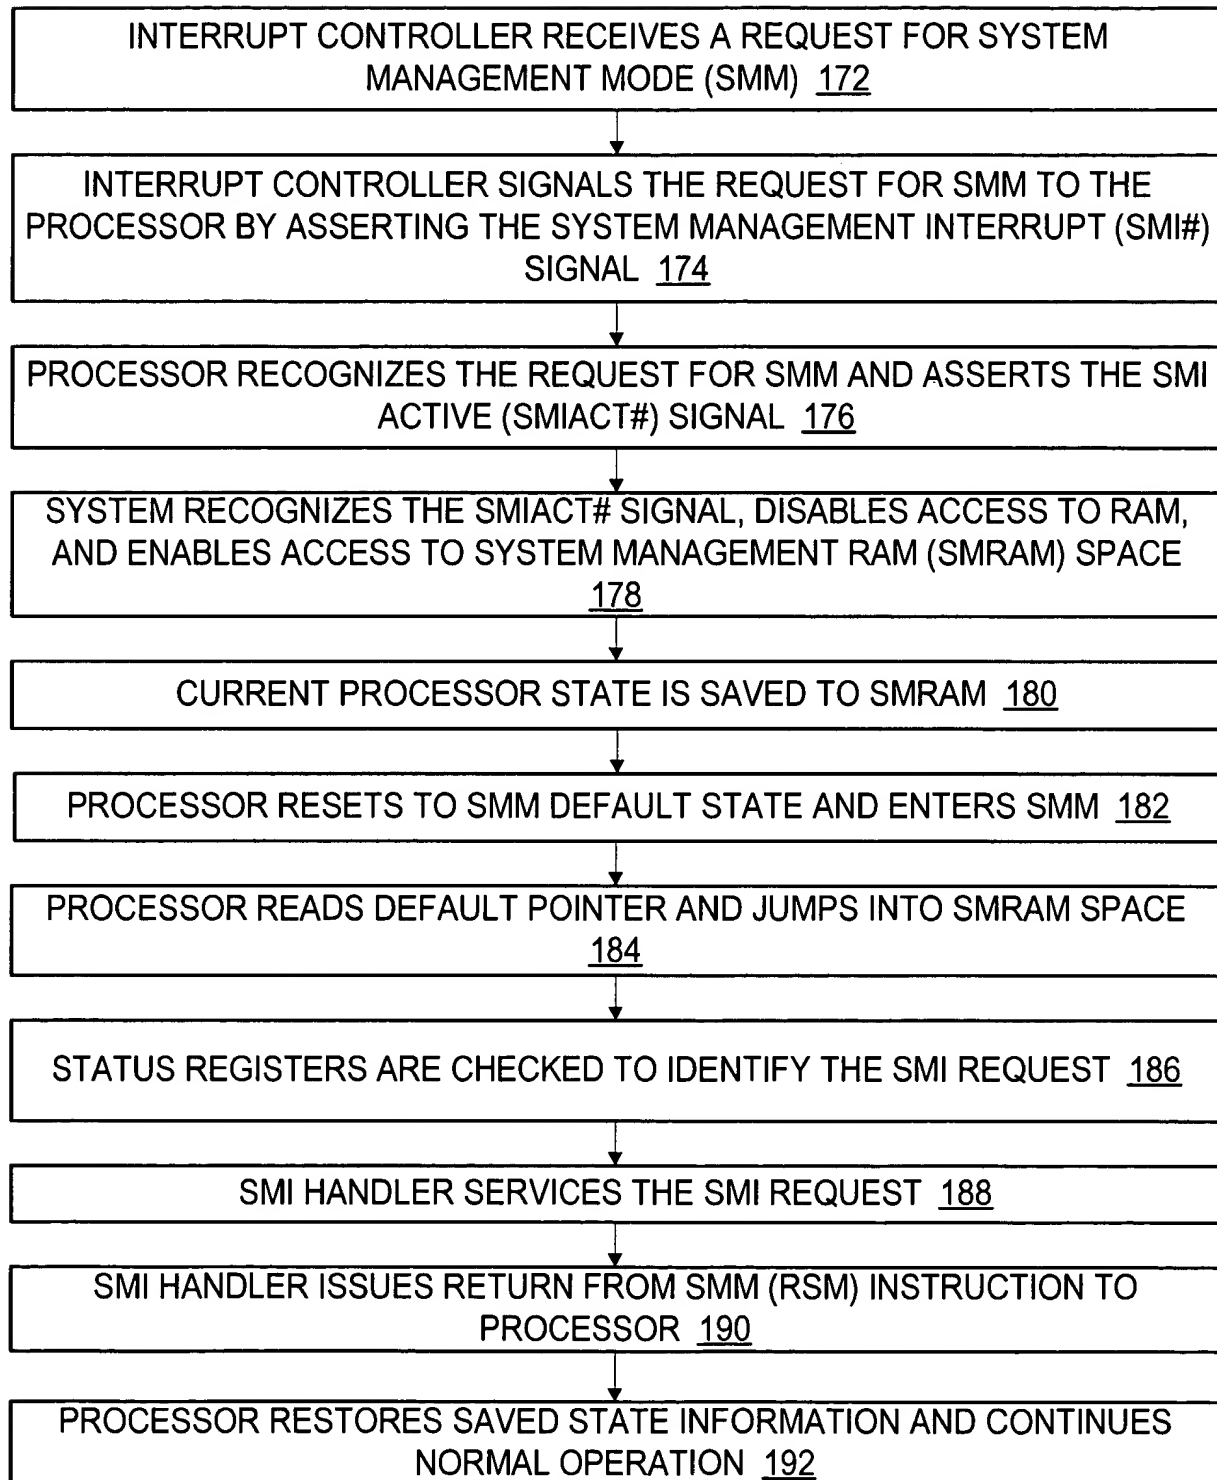 INTERRUPT CONTROLLER RECEIVES A REQUEST FOR SYSTEM
MANAGEMENT MODE (SMM) 172
INTERRUPT CONTROLLER SIGNALS THE REQUEST FOR SMM TO THE
PROCESSOR BY ASSERTING THE SYSTEM MANAGEMENT INTERRUPT (SMI#)
SIGNAL 174
PROCESSOR RECOGNIZES THE REQUEST FOR SMM AND ASSERTS THE SMI
ACTIVE (SMIACT#) SIGNAL 176
SYSTEM RECOGNIZES THE SMIACT# SIGNAL, DISABLES ACCESS TO RAM,
AND ENABLES ACCESS TO SYSTEM MANAGEMENT RAM (SMRAM) SPACE
178
CURRENT PROCESSOR STATE IS SAVED TO SMRAM 180
PROCESSOR RESETS TO SMM DEFAULT STATE AND ENTERS SMM 182
PROCESSOR READS DEFAULT POINTER AND JUMPS INTO SMRAM SPACE
184
STATUS REGISTERS ARE CHECKED TO IDENTIFY THE SMI REQUEST 186
SMI HANDLER SERVICES THE SMI REQUEST 188
SMI HANDLER ISSUES RETURN FROM SMM (RSM) INSTRUCTION TO
PROCESSOR 190
PROCESSOR RESTORES SAVED STATE INFORMATION AND CONTINUES
NORMAL OPERATION 192